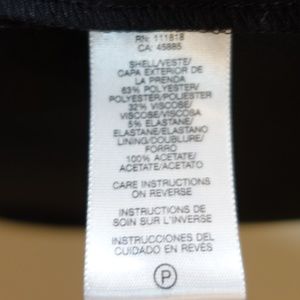 RN: 111818
CA: 45885
SHELL/VESTE/
CAPA EXTERIOR DE
LA PRENDA
63% POLYESTER/
POLYESTER/POLIESTER
32% VISCOSE/
VISCOSE/VISCOSA
5% ELASTANE/
ELASTANE/ELASTANO
LINING/DOUBLURE/
FORRO
100% ACETATE/
ACETATE/ACETATO
CARE INSTRUCTIONS
ON REVERSE
INSTRUCTIONS DE
SOIN SUR L'INVERSE
INSTRUCCIONES DEL
CUIDADO EN REVÉS
P